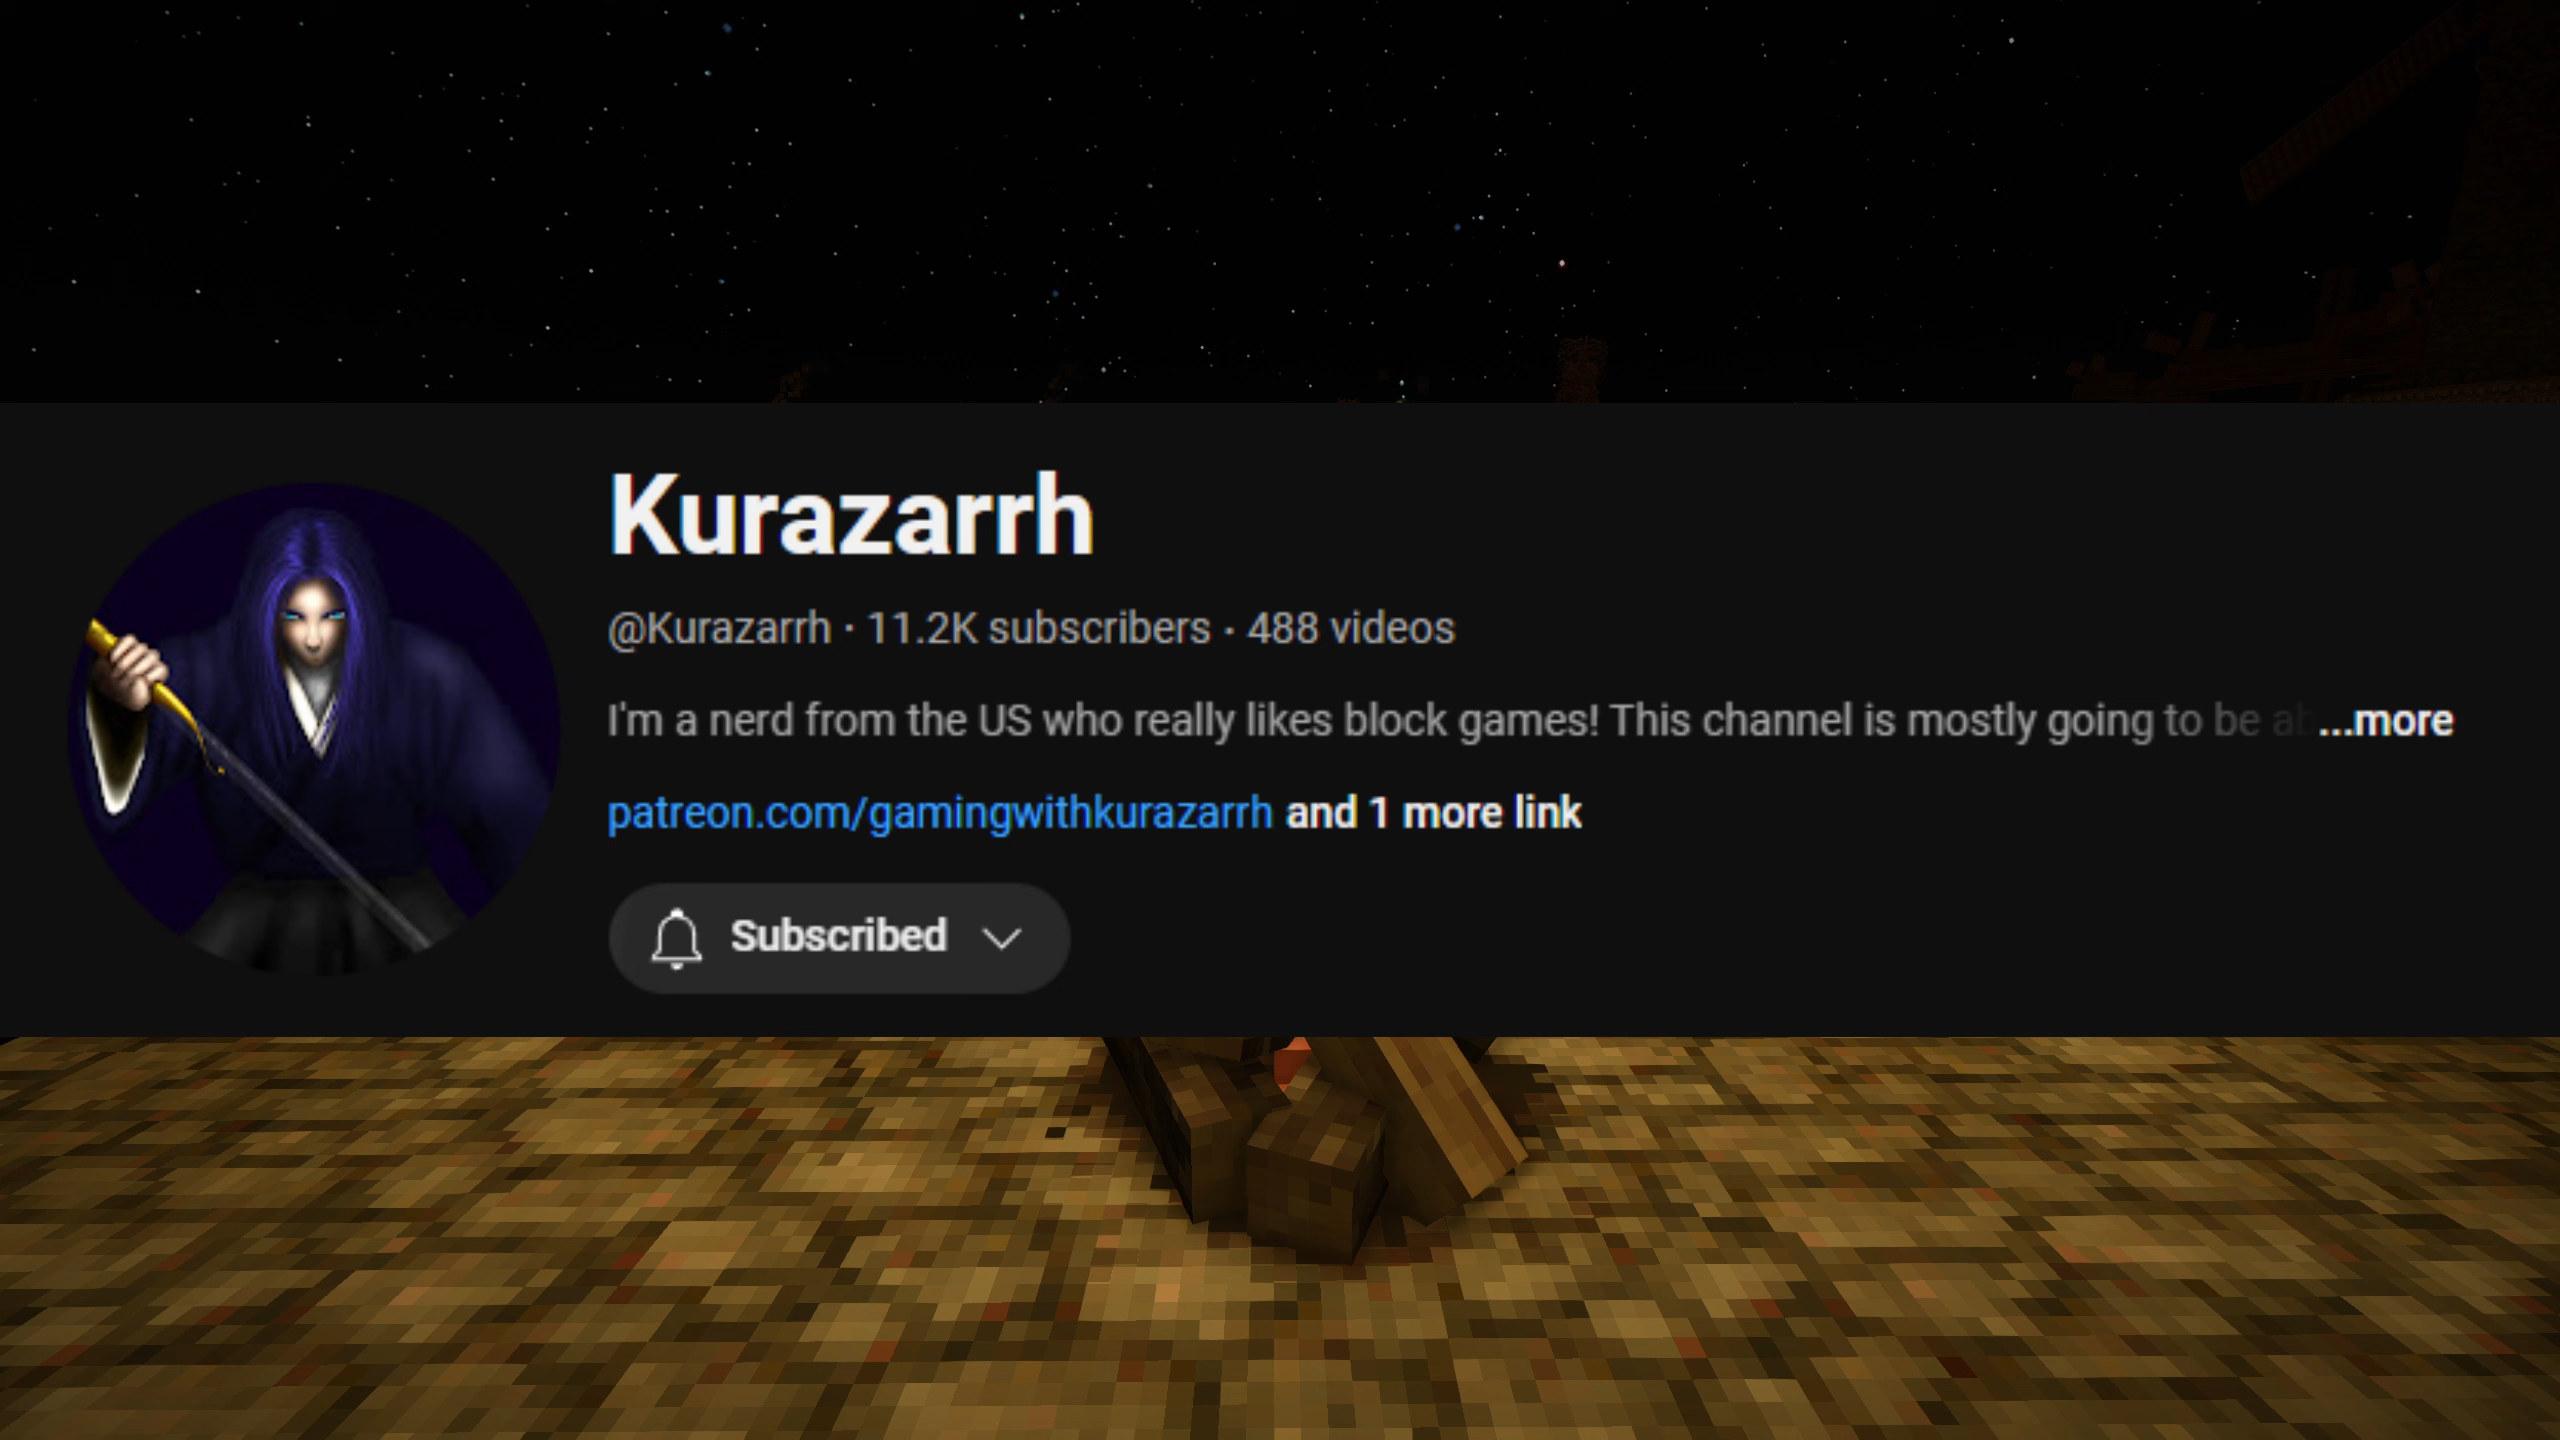 Kurazarrh
@Kurazarrh · 11.2K subscribers · 488 videos
I'm a nerd from the US who really likes block games! This channel is mostly going to be ...more
patreon.com/gamingwithkurazarrh and 1 more link
Subscribed